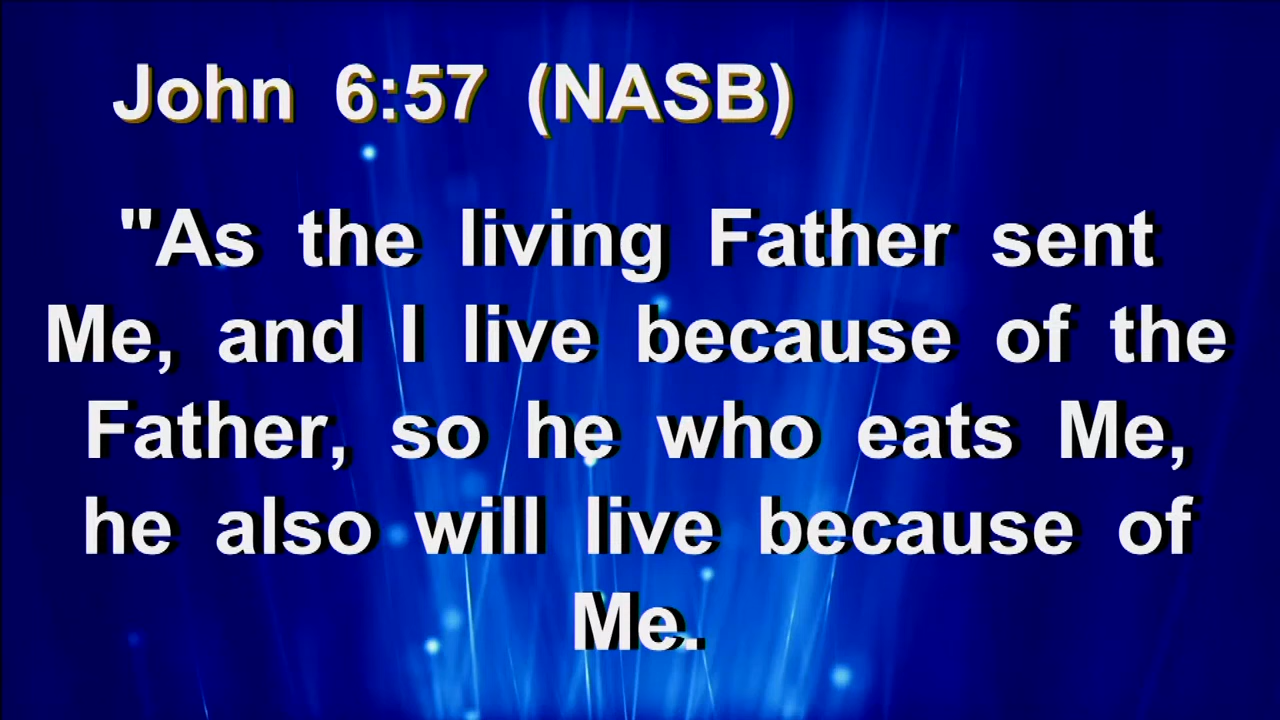 John 6:57 (NASB)
"As the living Father sent
Me, and I live because of the
Father, so he who eats Me,
he also will live because of
Me.